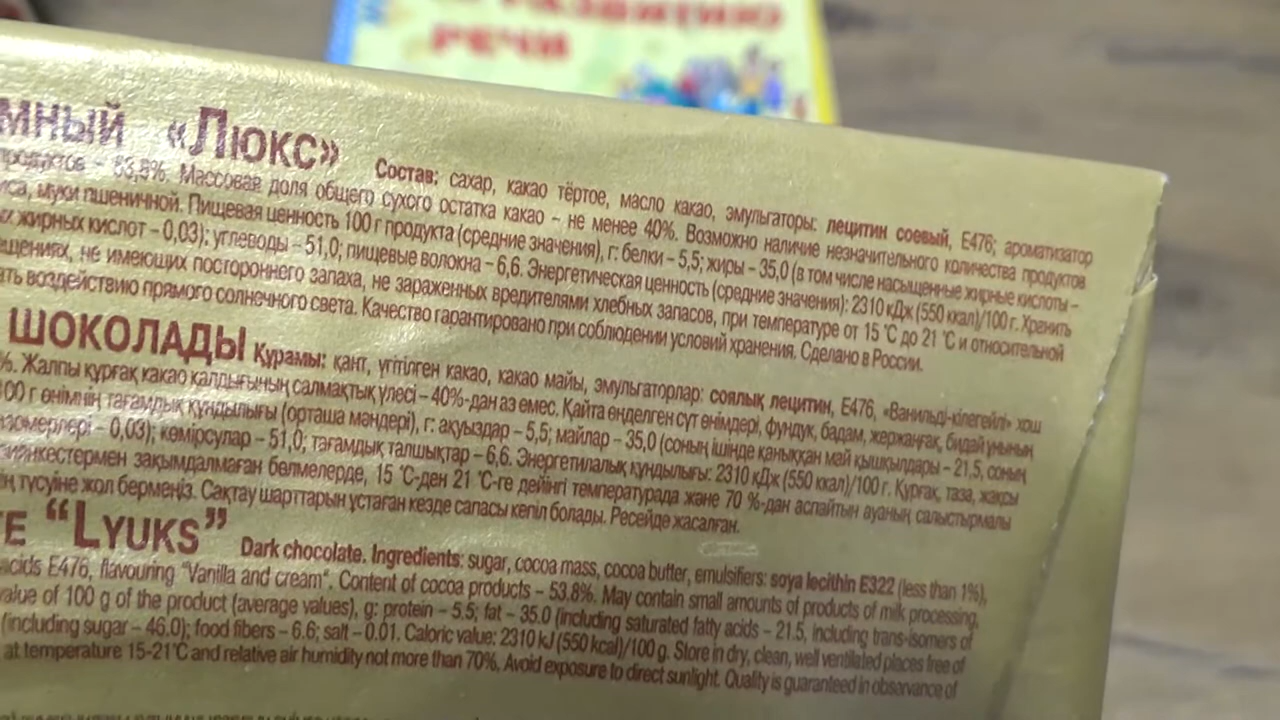 РАЗВИТИЮ
РЕЧИ
МНЫЙ «ЛЮКС» Состав: сахар, какао тёртое, масло какао, эмульгаторы: лецитин соевый, Е476; ароматизатор
продуктов – 53,8%. Массовая доля общего сухого остатка какао – не менее 40%. Возможно наличие незначительного количества продуктов
муки пшеничной. Пищевая ценность 100 г продукта (средние значения), г: белки – 5,5; жиры – 35,0 (в том числе насыщенные жирные кислоты –
жирных кислот – 0,03); углеводы – 51,0; пищевые волокна – 6,6. Энергетическая ценность (средние значения): 2310 кДж (550 ккал)/100 г. Хранить
щениях, не имеющих постороннего запаха, не зараженных вредителями хлебных запасов, при температуре от 15 °С до 21 °С и относительной
ать воздействию прямого солнечного света. Качество гарантировано при соблюдении условий хранения. Сделано в России.
ШОКОЛАДЫ Құрамы: қант, үгітілген какао, какао майы, эмульгаторлар: соялық лецитин, Е476, «Ванильді-кілегейлі» хош
%. Жалпы құрғақ какао қалдығының салмақтық үлесі – 40%-дан аз емес. Қайта өңделген сүт өнімдері, фундук, бадам, жержаңғақ, бидай ұнының
100 г өнімнің тағамдық құндылығы (орташа мәндері), г: ақуыздар – 5,5; майлар – 35,0 (соның ішінде қаныққан май қышқылдары – 21,5, соның
изомерлері – 0,03); көмірсулар – 51,0; тағамдық талшықтар – 6,6. Энергетилалық құндылығы: 2310 кДж (550 ккал)/100 г. Құрғақ, таза, жақсы
зиянкестермен зақымдалмаған бөлмелерде, 15 °С-ден 21 °С-ге дейінгі температурада және 70 %-дан аспайтын ауаның салыстырмалы
ң түсуіне жол бермеңіз. Сақтау шарттарын ұстаған кезде сапасы кепіл болады. Ресейде жасалған.
TE “LYUKS” Dark chocolate. Ingredients: sugar, cocoa mass, cocoa butter, emulsifiers: soya lecithin E322 (less than 1%),
acids E476, flavouring "Vanilla and cream". Content of cocoa products – 53.8%. May contain small amounts of products of milk processing,
value of 100 g of the product (average values), g: protein – 5.5; fat – 35.0 (including saturated fatty acids – 21.5, including trans-isomers of
(including sugar – 46.0); food fibers – 6.6; salt – 0.01. Caloric value: 2310 kJ (550 kcal)/100 g. Store in dry, clean, well ventilated places free of
at temperature 15-21°C and relative air humidity not more than 70%. Avoid exposure to direct sunlight. Quality is guaranteed in observance of